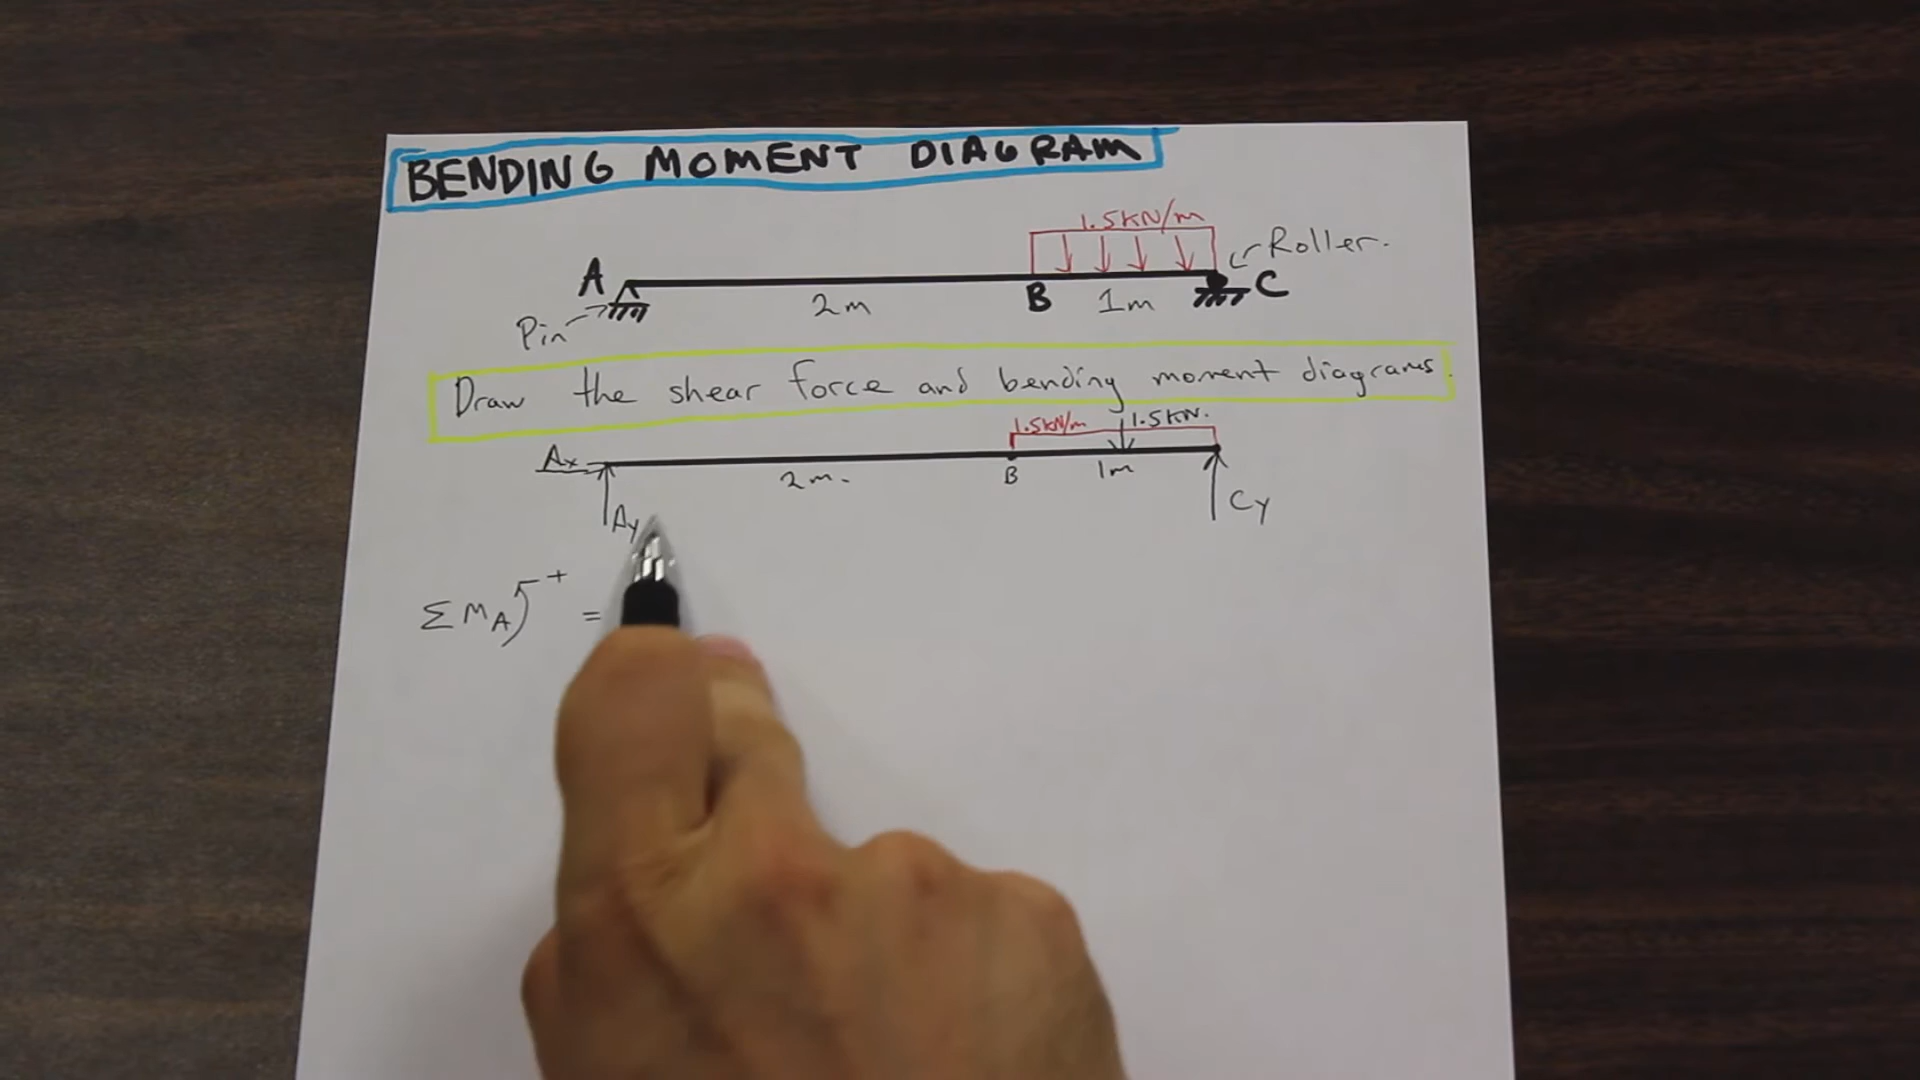 BENDING MOMENT DIAGRAM
1.5KN/m
Roller.
A
B
C
2m
1m
Pin
Draw the shear force and bending moment diagrams.
1.5kN/m
1.5KN.
Ax
2m.
B
1m
Ay
Cy
ΣMA +
=